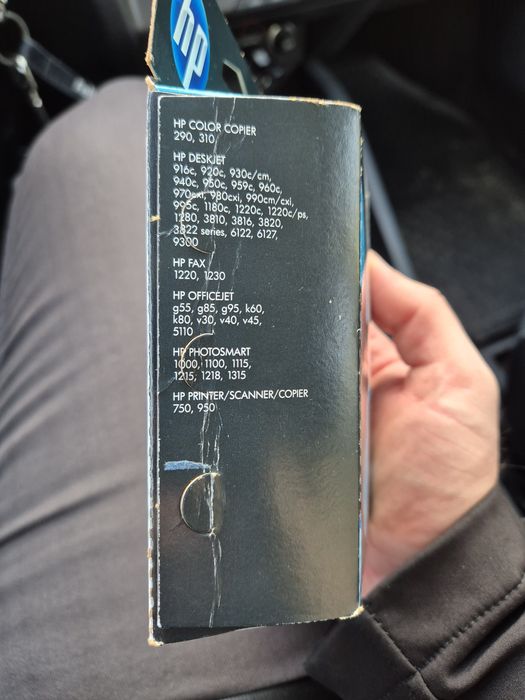 hp
HP COLOR COPIER
290, 310
HP DESKJET
916c, 920c, 930c/cm,
940c, 950c, 959c, 960c,
970cxi, 980cxi, 990cm/cxi,
995c, 1180c, 1220c, 1220c/ps,
1280, 3810, 3816, 3820,
3822 series, 6122, 6127,
9300
HP FAX
1220, 1230
HP OFFICEJET
g55, g85, g95, k60,
k80, v30, v40, v45,
5110
HP PHOTOSMART
1000, 1100, 1115,
1215, 1218, 1315
HP PRINTER/SCANNER/COPIER
750, 950